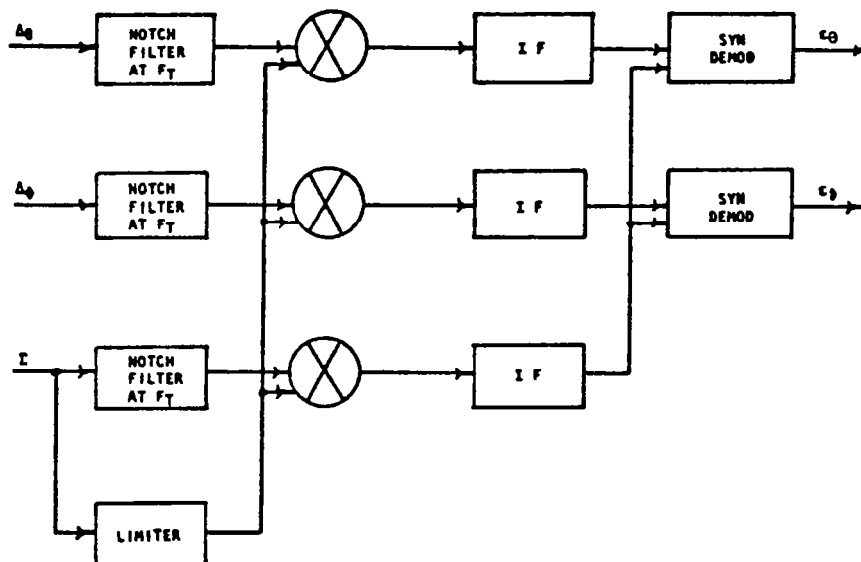 Δθ
NOTCH
FILTER
AT FT
I F
SYN
DEMOD
εθ
Δϕ
NOTCH
FILTER
AT FT
I F
SYN
DEMOD
Σ
NOTCH
FILTER
AT FT
I F
LIMITER